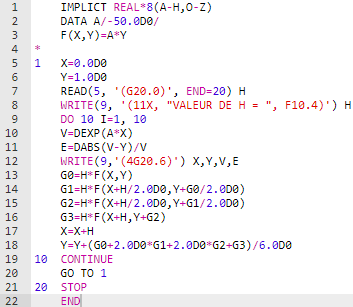 1 IMPLICT REAL*8(A-H,O-Z)
2 DATA A/-50.0D0/
3 F(X,Y)=A*Y
4 *
5 1 X=0.0D0
6 Y=1.0D0
7 READ(5, '(G20.0)', END=20) H
8 WRITE(9, '(11X, "VALEUR DE H = ", F10.4)') H
9 DO 10 I=1, 10
10 V=DEXP(A*X)
11 E=DABS(V-Y)/V
12 WRITE(9,'(4G20.6)') X,Y,V,E
13 G0=H*F(X,Y)
14 G1=H*F(X+H/2.0D0,Y+G0/2.0D0)
15 G2=H*F(X+H/2.0D0,Y+G1/2.0D0)
16 G3=H*F(X+H,Y+G2)
17 X=X+H
18 Y=Y+(G0+2.0D0*G1+2.0D0*G2+G3)/6.0D0
19 10 CONTINUE
20 GO TO 1
21 20 STOP
22 END